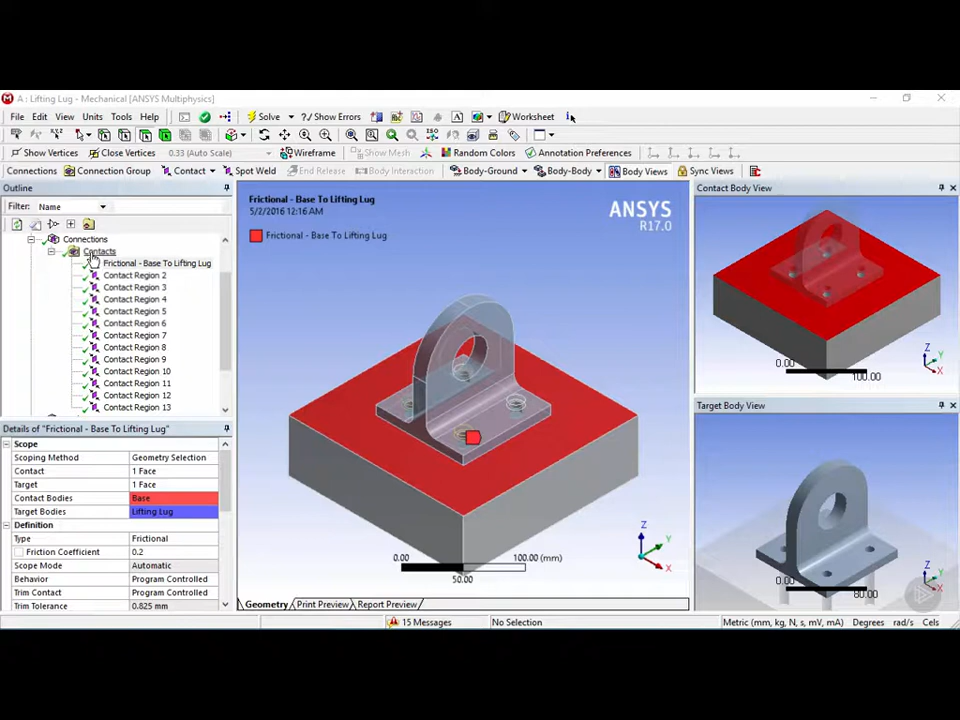 A : Lifting Lug - Mechanical [ANSYS Multiphysics]
File Edit View Units Tools Help Solve ?/ Show Errors Worksheet
Show Vertices Close Vertices 0.33 (Auto Scale) Wireframe Show Mesh Random Colors Annotation Preferences
Connections Connection Group Contact Spot Weld End Release Body Interaction Body-Ground Body-Body Body Views Sync Views
Outline
Filter: Name
Connections
Contacts
Frictional - Base To Lifting Lug
Contact Region 2
Contact Region 3
Contact Region 4
Contact Region 5
Contact Region 6
Contact Region 7
Contact Region 8
Contact Region 9
Contact Region 10
Contact Region 11
Contact Region 12
Contact Region 13
Details of "Frictional - Base To Lifting Lug"
Scope
Scoping Method Geometry Selection
Contact 1 Face
Target 1 Face
Contact Bodies Base
Target Bodies Lifting Lug
Definition
Type Frictional
Friction Coefficient 0.2
Scope Mode Automatic
Behavior Program Controlled
Trim Contact Program Controlled
Trim Tolerance 0.825 mm
Frictional - Base To Lifting Lug
5/2/2016 12:16 AM
Frictional - Base To Lifting Lug
ANSYS
R17.0
0.00 100.00 (mm)
50.00
Z
Y
X
Geometry Print Preview Report Preview
Contact Body View
0.00
100.00
Z
Y
X
Target Body View
0.00
80.00
Z
Y
X
15 Messages No Selection Metric (mm, kg, N, s, mV, mA) Degrees rad/s Cels